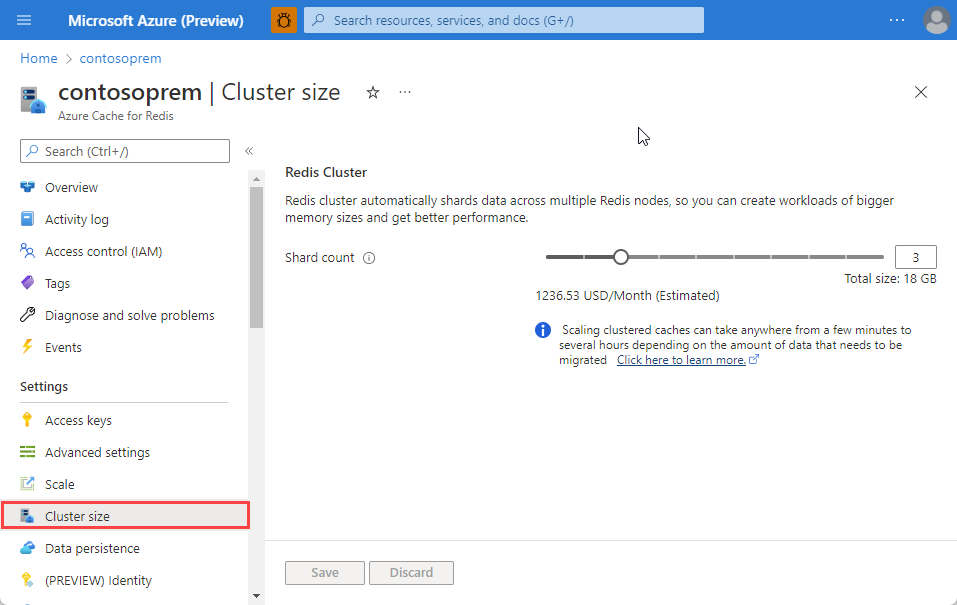 Microsoft Azure (Preview)
Search resources, services, and docs (G+/)
Home > contosoprem
contosoprem | Cluster size
Azure Cache for Redis
Search (Ctrl+/)
Overview
Activity log
Access control (IAM)
Tags
Diagnose and solve problems
Events
Settings
Access keys
Advanced settings
Scale
Cluster size
Data persistence
(PREVIEW) Identity
Redis Cluster
Redis cluster automatically shards data across multiple Redis nodes, so you can create workloads of bigger
memory sizes and get better performance.
Shard count
3
Total size: 18 GB
1236.53 USD/Month (Estimated)
Scaling clustered caches can take anywhere from a few minutes to
several hours depending on the amount of data that needs to be
migrated Click here to learn more.
Save
Discard